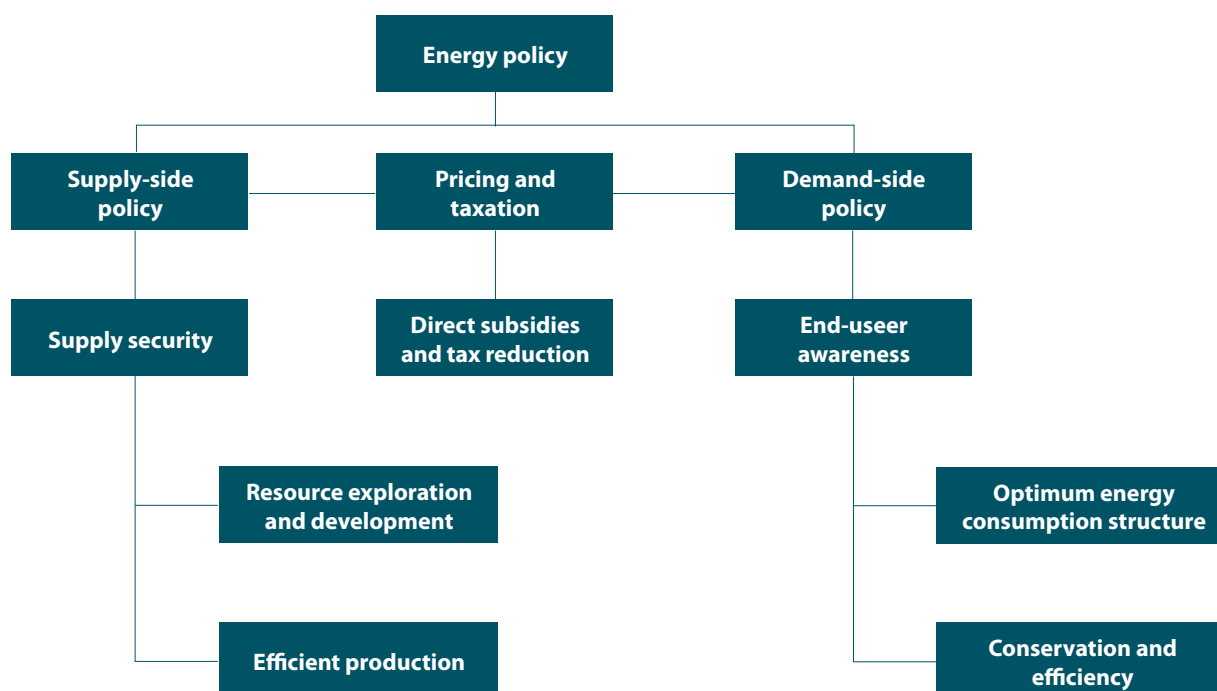 Energy policy
Supply-side
policy
Pricing and
taxation
Demand-side
policy
Supply security
Direct subsidies
and tax reduction
End-useer
awareness
Resource exploration
and development
Optimum energy
consumption structure
Efficient production
Conservation and
efficiency